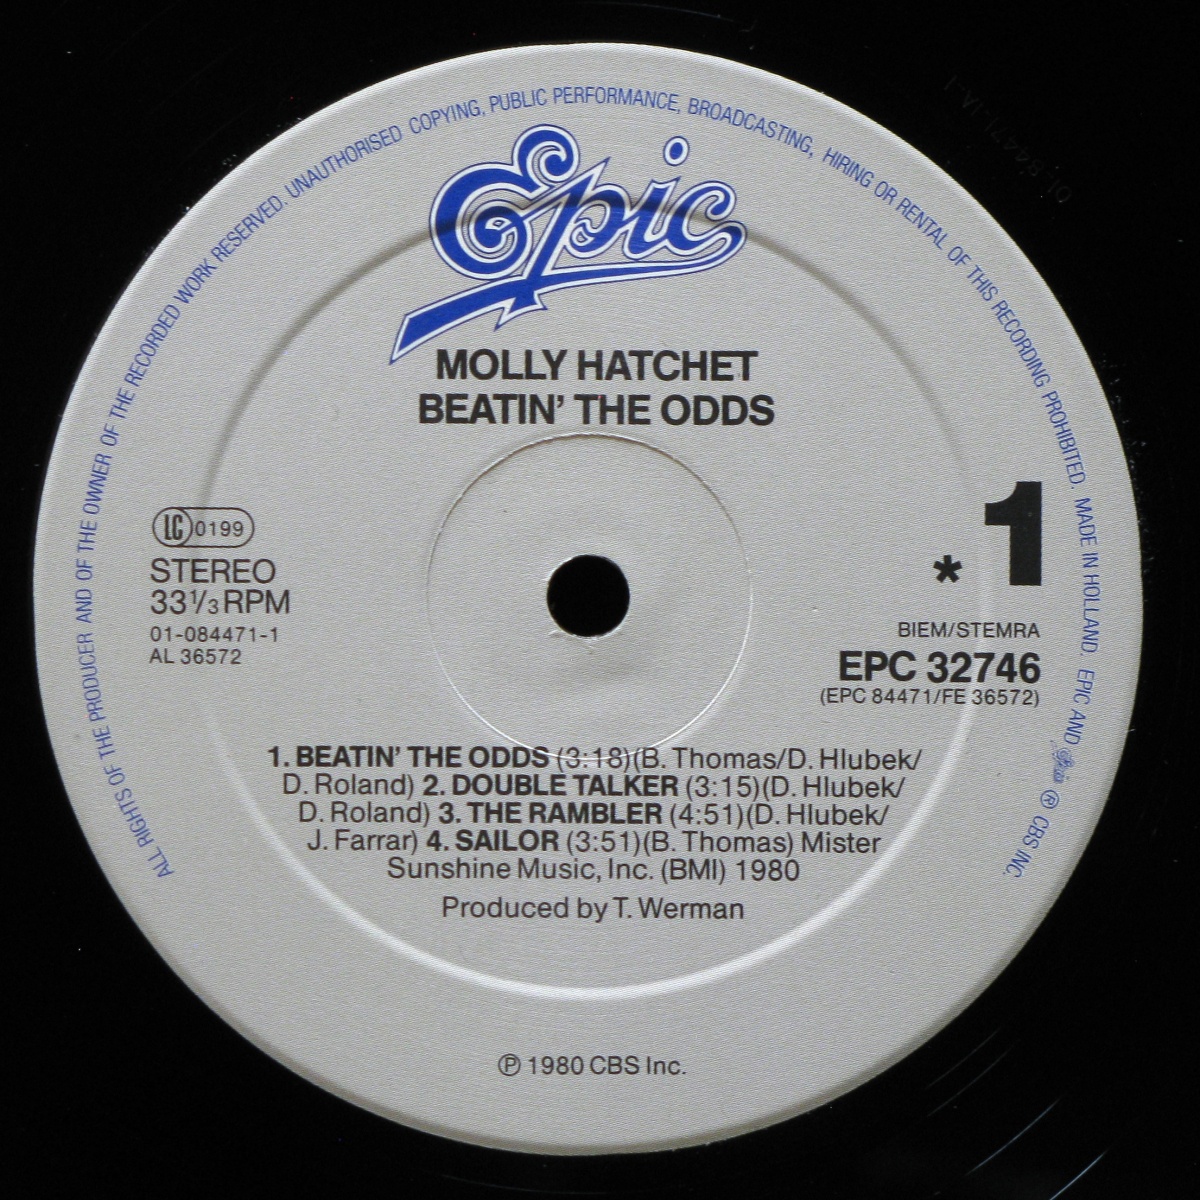 ALL RIGHTS OF THE PRODUCER AND OF THE OWNER OF THE RECORDED WORK RESERVED. UNAUTHORISED COPYING, PUBLIC PERFORMANCE, BROADCASTING, HIRING OR RENTAL OF THIS RECORDING PROHIBITED. MADE IN HOLLAND. EPIC AND Epic ® CBS INC.
Epic
MOLLY HATCHET
BEATIN' THE ODDS
LC 0199
STEREO
33 1/3 RPM
01-084471-1
AL 36572
* 1
BIEM/STEMRA
EPC 32746
(EPC 84471/FE 36572)
1. BEATIN' THE ODDS (3:18)(B. Thomas/D. Hlubek/
D. Roland) 2. DOUBLE TALKER (3:15)(D. Hlubek/
D. Roland) 3. THE RAMBLER (4:51)(D. Hlubek/
J. Farrar) 4. SAILOR (3:51)(B. Thomas) Mister
Sunshine Music, Inc. (BMI) 1980
Produced by T. Werman
℗ 1980 CBS Inc.